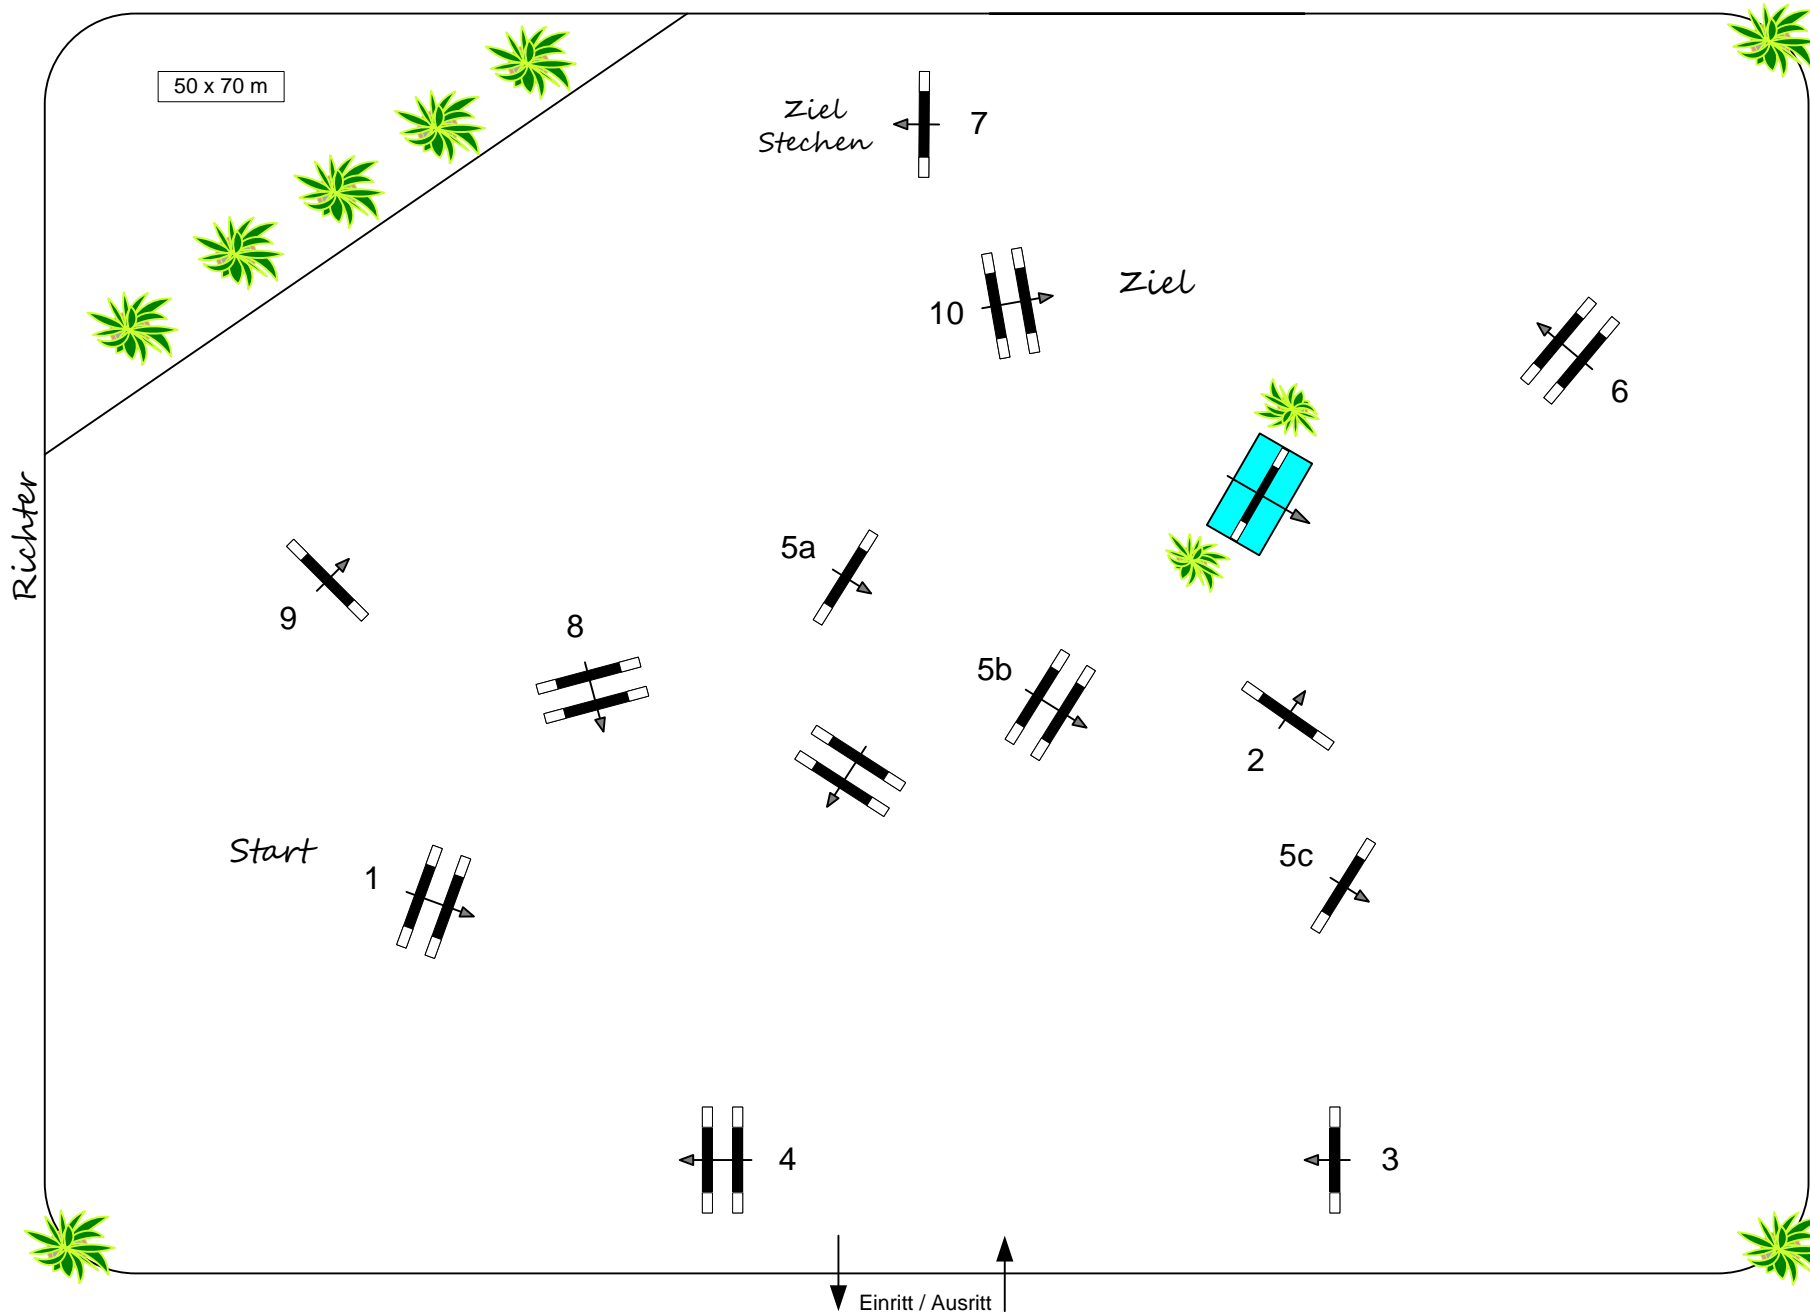 50 x 70 m
Ziel
Stechen
7
10
Ziel
6
Richter
5a
9
8
5b
2
Start
1
5c
4
3
Einritt / Ausritt